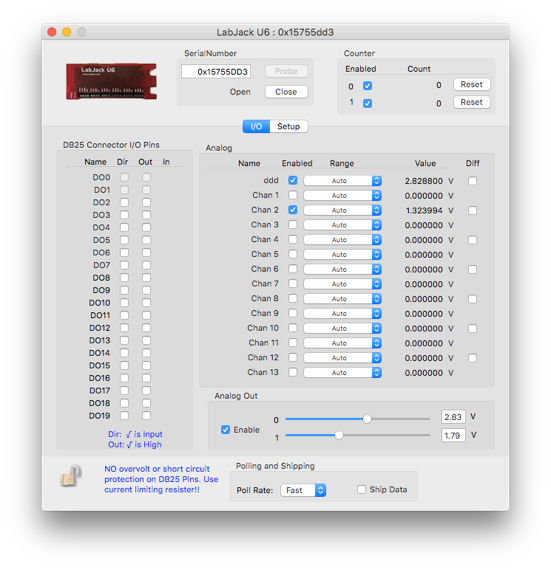 LabJack U6 : 0x15755dd3
SerialNumber
0x15755DD3 Probe
Open Close
Counter
Enabled Count
0 0 Reset
1 0 Reset
LabJack U6
I/O Setup
DB25 Connector I/O Pins
Name Dir Out In
DO0
DO1
DO2
DO3
DO4
DO5
DO6
DO7
DO8
DO9
DO10
DO11
DO12
DO13
DO14
DO15
DO16
DO17
DO18
DO19
Dir: √ is Input
Out: √ is High
Analog
Name Enabled Range Value Diff
ddd Auto 2.828800 V
Chan 1 Auto 0.000000 V
Chan 2 Auto 1.323994 V
Chan 3 Auto 0.000000 V
Chan 4 Auto 0.000000 V
Chan 5 Auto 0.000000 V
Chan 6 Auto 0.000000 V
Chan 7 Auto 0.000000 V
Chan 8 Auto 0.000000 V
Chan 9 Auto 0.000000 V
Chan 10 Auto 0.000000 V
Chan 11 Auto 0.000000 V
Chan 12 Auto 0.000000 V
Chan 13 Auto 0.000000 V
Analog Out
Enable
0 2.83 V
1 1.79 V
NO overvolt or short circuit
protection on DB25 Pins. Use
current limiting resister!!
Polling and Shipping
Poll Rate: Fast Ship Data